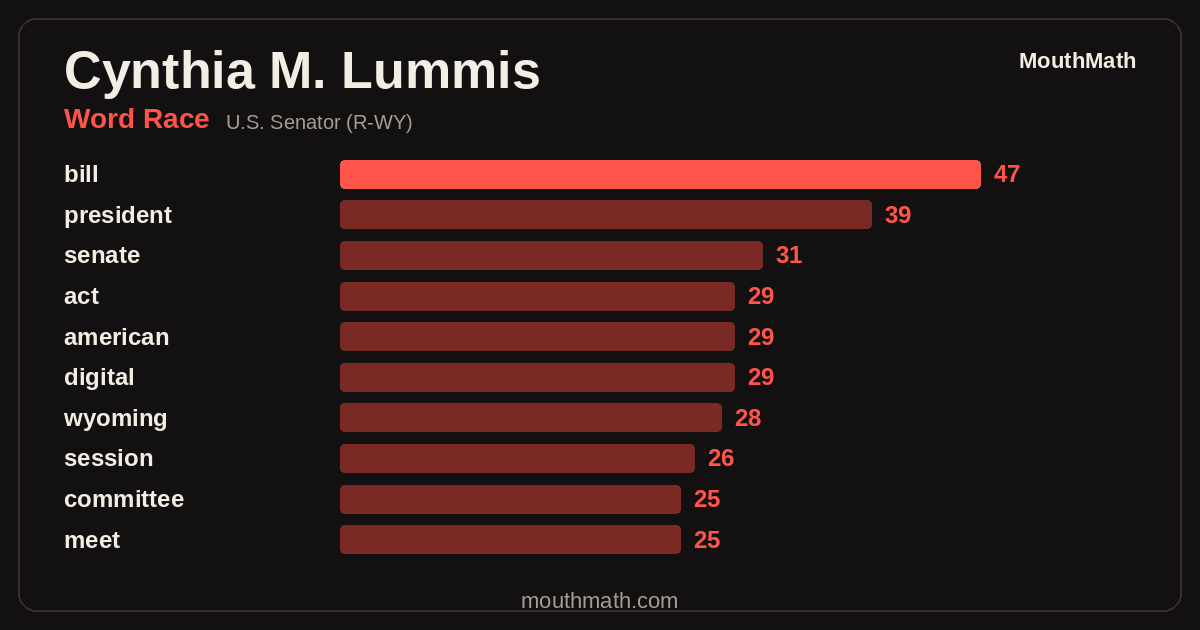 Cynthia M. Lummis
MouthMath
Word Race U.S. Senator (R-WY)
bill 47
president 39
senate 31
act 29
american 29
digital 29
wyoming 28
session 26
committee 25
meet 25
mouthmath.com